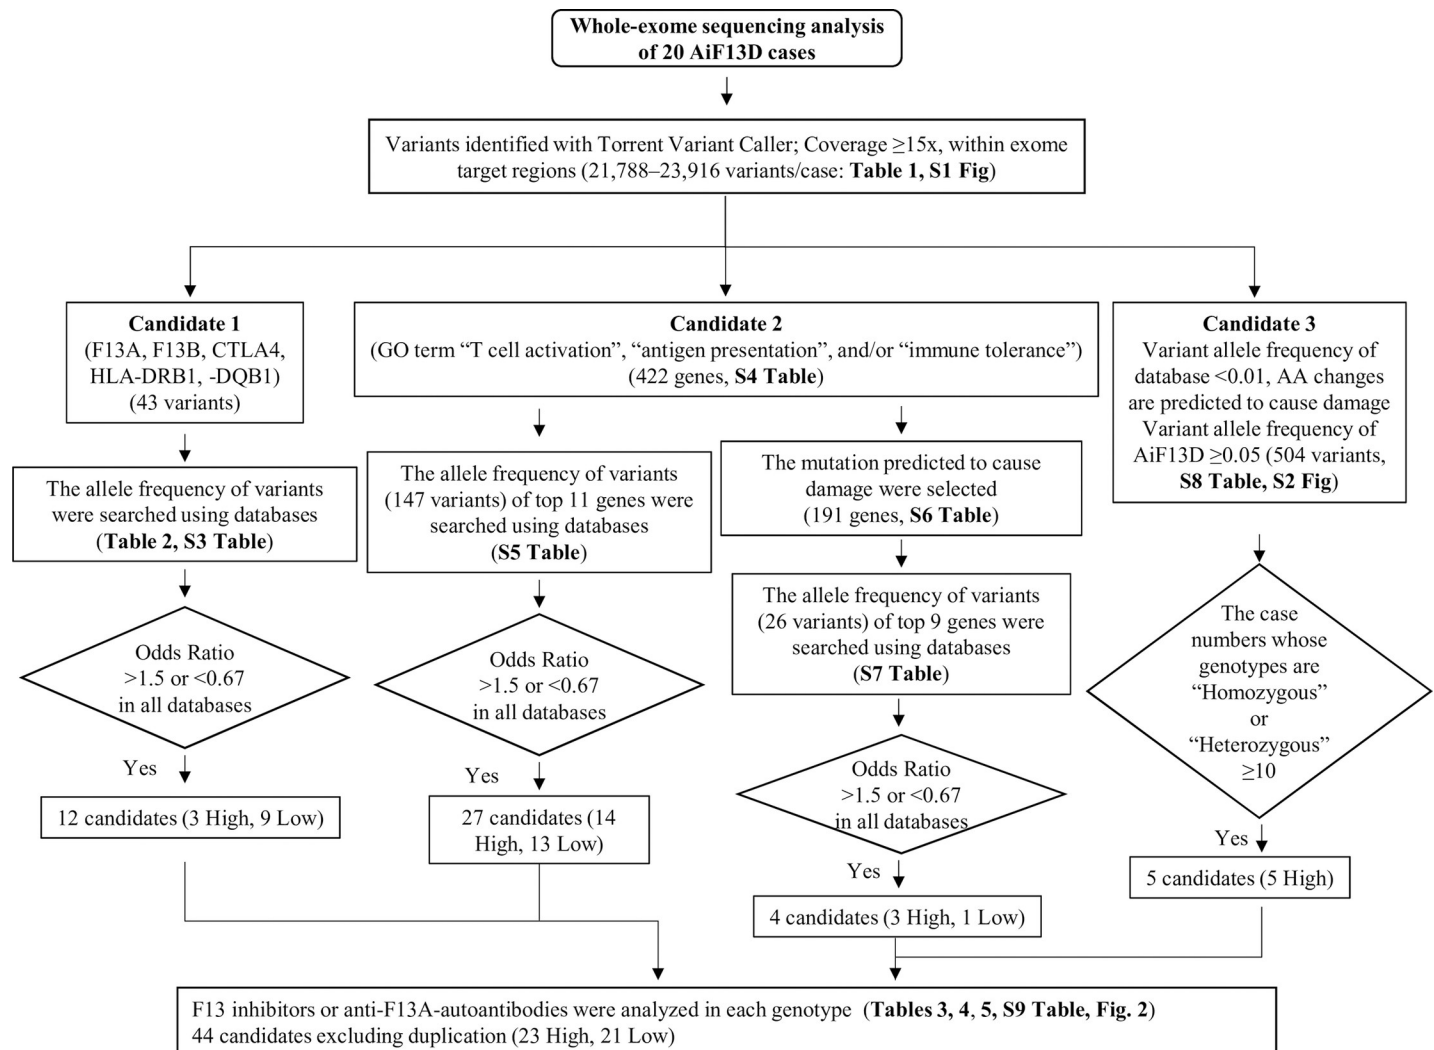 Whole-exome sequencing analysis
of 20 AiF13D cases
Variants identified with Torrent Variant Caller; Coverage ≥15x, within exome
target regions (21,788–23,916 variants/case: Table 1, S1 Fig)
Candidate 1
(F13A, F13B, CTLA4,
HLA-DRB1, -DQB1)
(43 variants)
Candidate 2
(GO term “T cell activation”, “antigen presentation”, and/or “immune tolerance”)
(422 genes, S4 Table)
Candidate 3
Variant allele frequency of
database <0.01, AA changes
are predicted to cause damage
Variant allele frequency of
AiF13D ≥0.05 (504 variants,
S8 Table, S2 Fig)
The allele frequency of variants
were searched using databases
(Table 2, S3 Table)
The allele frequency of variants
(147 variants) of top 11 genes were
searched using databases
(S5 Table)
The mutation predicted to cause
damage were selected
(191 genes, S6 Table)
The allele frequency of variants
(26 variants) of top 9 genes were
searched using databases
(S7 Table)
Odds Ratio
>1.5 or <0.67
in all databases
Yes
12 candidates (3 High, 9 Low)
Odds Ratio
>1.5 or <0.67
in all databases
Yes
27 candidates (14
High, 13 Low)
Odds Ratio
>1.5 or <0.67
in all databases
Yes
4 candidates (3 High, 1 Low)
The case
numbers whose
genotypes are
“Homozygous”
or
“Heterozygous”
≥10
Yes
5 candidates (5 High)
F13 inhibitors or anti-F13A-autoantibodies were analyzed in each genotype (Tables 3, 4, 5, S9 Table, Fig. 2)
44 candidates excluding duplication (23 High, 21 Low)